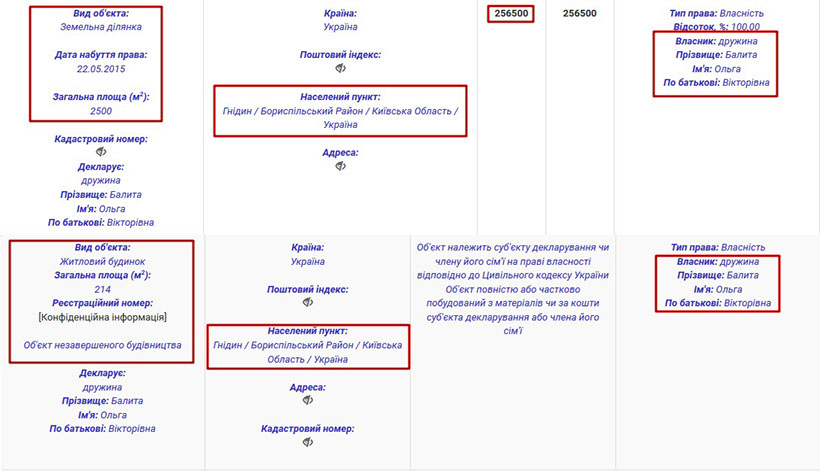 Вид об'єкта:
Земельна ділянка
Дата набуття права:
22.05.2015
Загальна площа (м²):
2500
Кадастровий номер:
Декларує:
дружина
Прізвище: Балита
Ім'я: Ольга
По батькові: Вікторівна
Країна:
Україна
Поштовий індекс:
Населений пункт:
Гнідин / Бориспільський Район / Київська Область /
Україна
Адреса:
256500
256500
Тип права: Власність
Відсоток, %: 100.00
Власник: дружина
Прізвище: Балита
Ім'я: Ольга
По батькові: Вікторівна
Вид об'єкта:
Житловий будинок
Загальна площа (м²):
214
Реєстраційний номер:
[Конфіденційна інформація]
Об'єкт незавершеного будівництва
Декларує:
дружина
Прізвище: Балита
Ім'я: Ольга
По батькові: Вікторівна
Країна:
Україна
Поштовий індекс:
Населений пункт:
Гнідин / Бориспільський Район / Київська
Область / Україна
Адреса:
Кадастровий номер:
Об'єкт належить суб'єкту декларування чи
члену його сім'ї на праві власності
відповідно до Цивільного кодексу України
Об'єкт повністю або частково
побудований з матеріалів чи за кошти
суб'єкта декларування або члена його
сім'ї
Тип права: Власність
Власник: дружина
Прізвище: Балита
Ім'я: Ольга
По батькові: Вікторівна